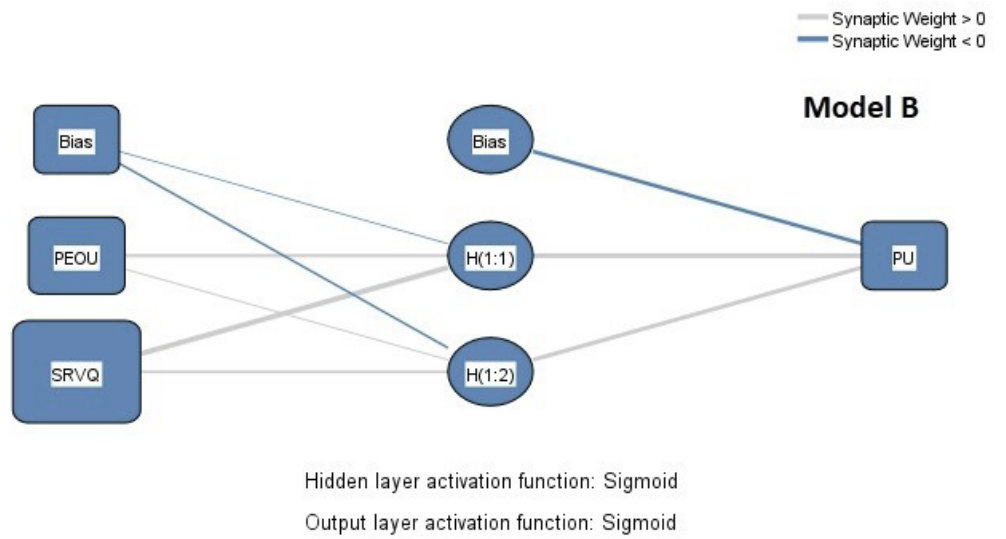 Synaptic Weight > 0
Synaptic Weight < 0
Model B
Bias
Bias
PEOU
H(1:1)
PU
SRVQ
H(1:2)
Hidden layer activation function: Sigmoid
Output layer activation function: Sigmoid